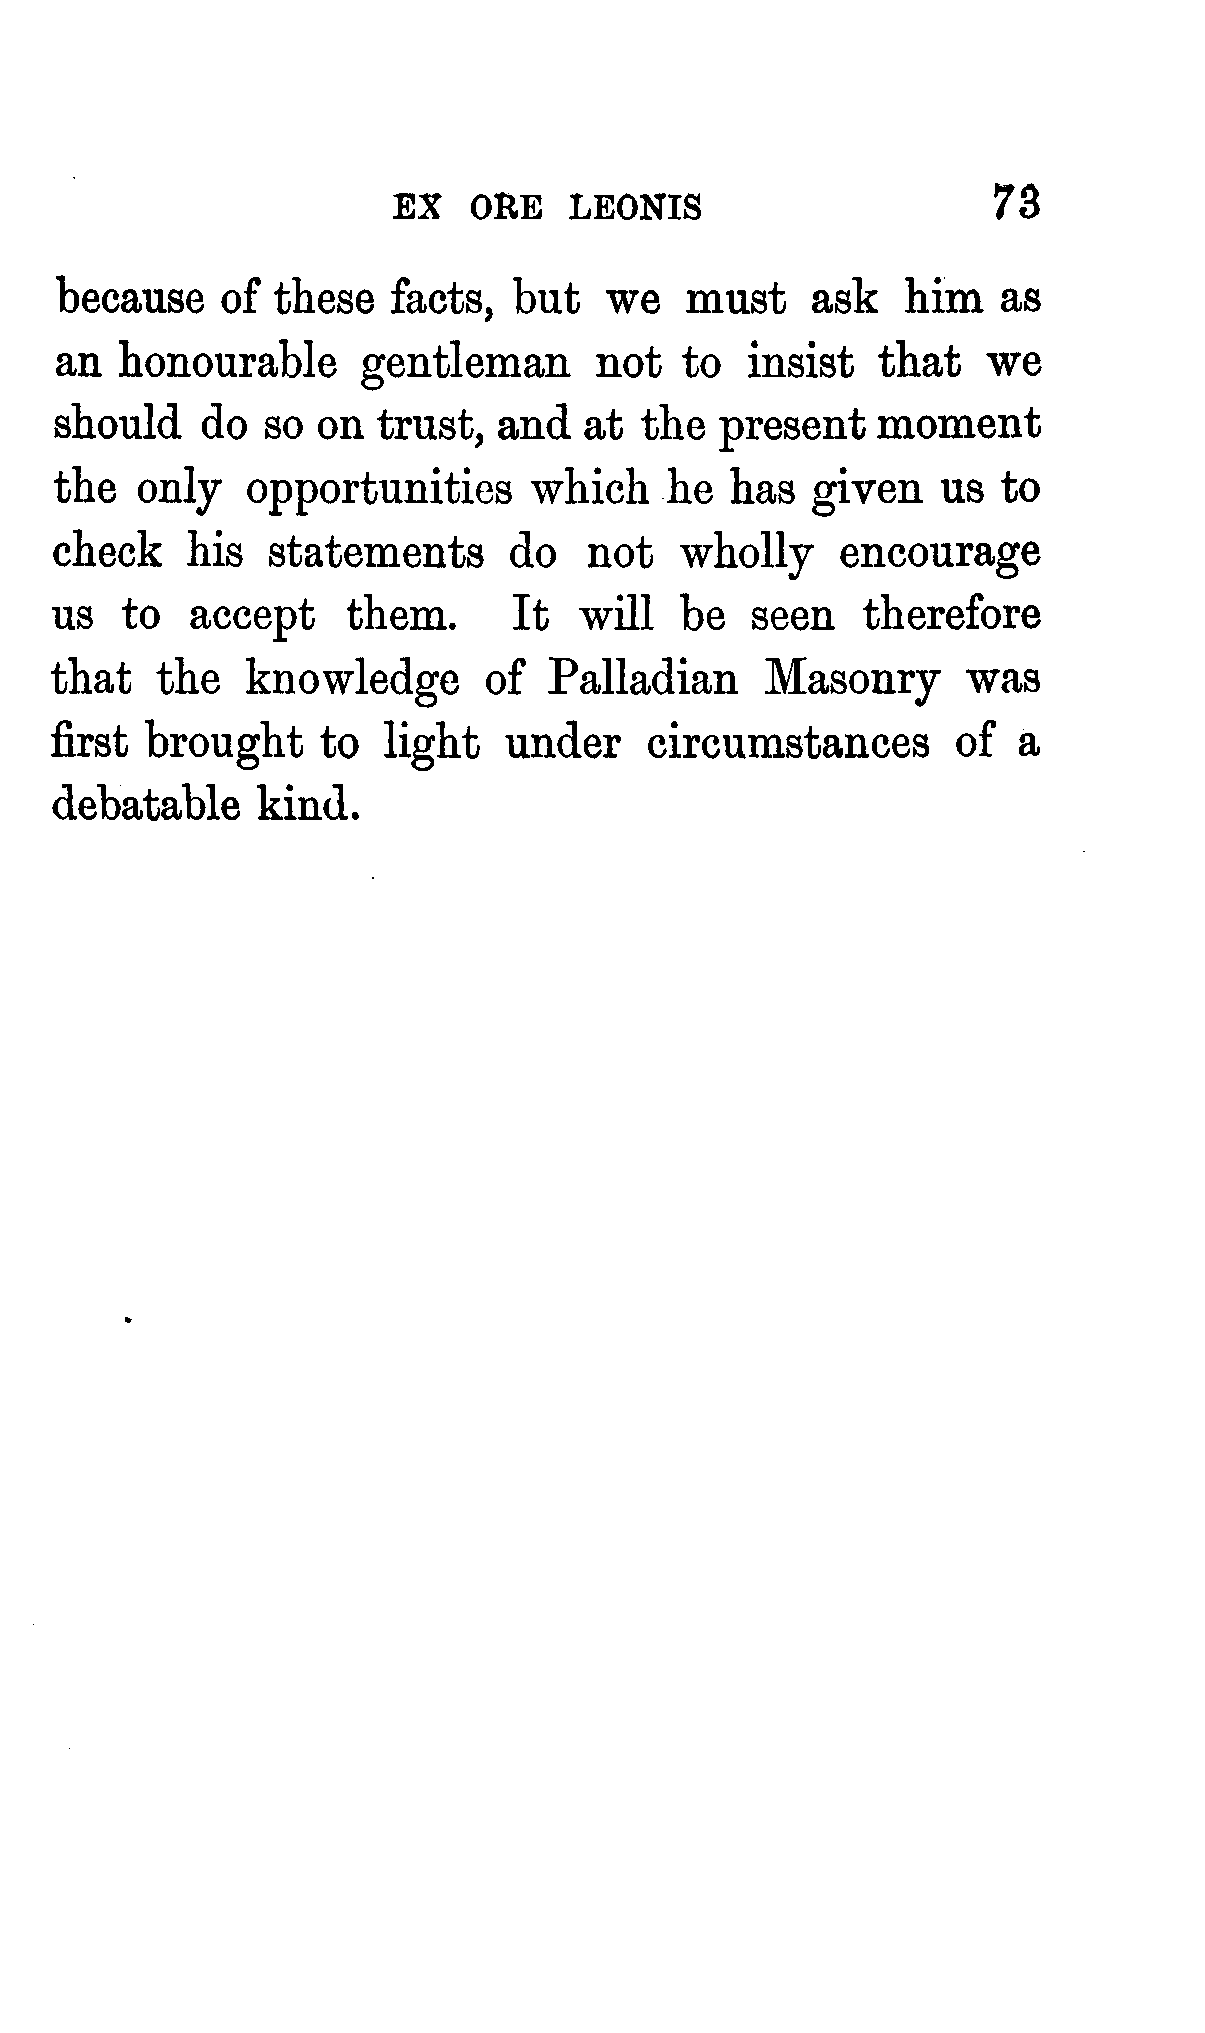 EX ORE LEONIS 73
because of these facts, but we must ask him as
an honourable gentleman not to insist that we
should do so on trust, and at the present moment
the only opportunities which he has given us to
check his statements do not wholly encourage
us to accept them. It will be seen therefore
that the knowledge of Palladian Masonry was
first brought to light under circumstances of a
debatable kind.